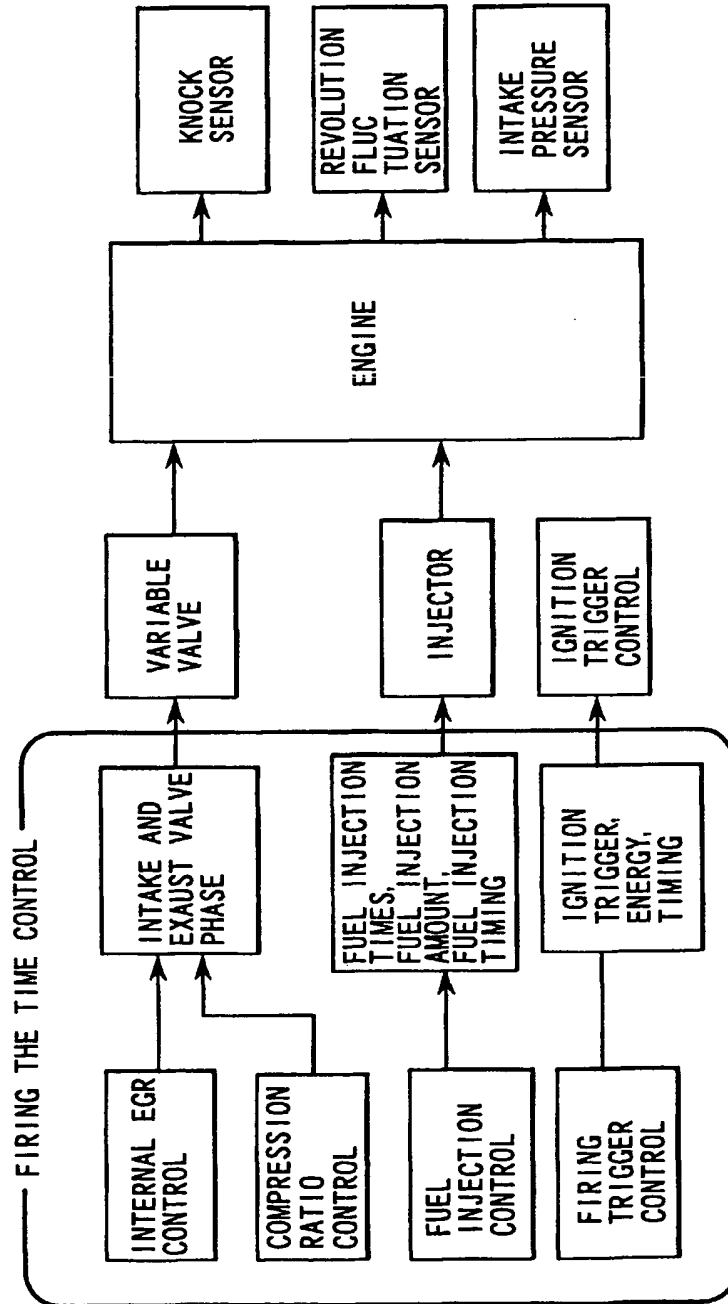 FIRING THE TIME CONTROL
INTERNAL EGR
CONTROL
COMPRESSION
RATIO
CONTROL
FUEL
INJECTION
CONTROL
FIRING
TRIGGER
CONTROL
INTAKE AND
EXAUST VALVE
PHASE
FUEL INJECTION
TIMES,
FUEL INJECTION
AMOUNT,
FUEL INJECTION
TIMING
IGNITION
TRIGGER,
ENERGY,
TIMING
VARIABLE
VALVE
INJECTOR
IGNITION
TRIGGER
CONTROL
ENGINE
KNOCK
SENSOR
REVOLUTION
FLUC
TUATION
SENSOR
INTAKE
PRESSURE
SENSOR